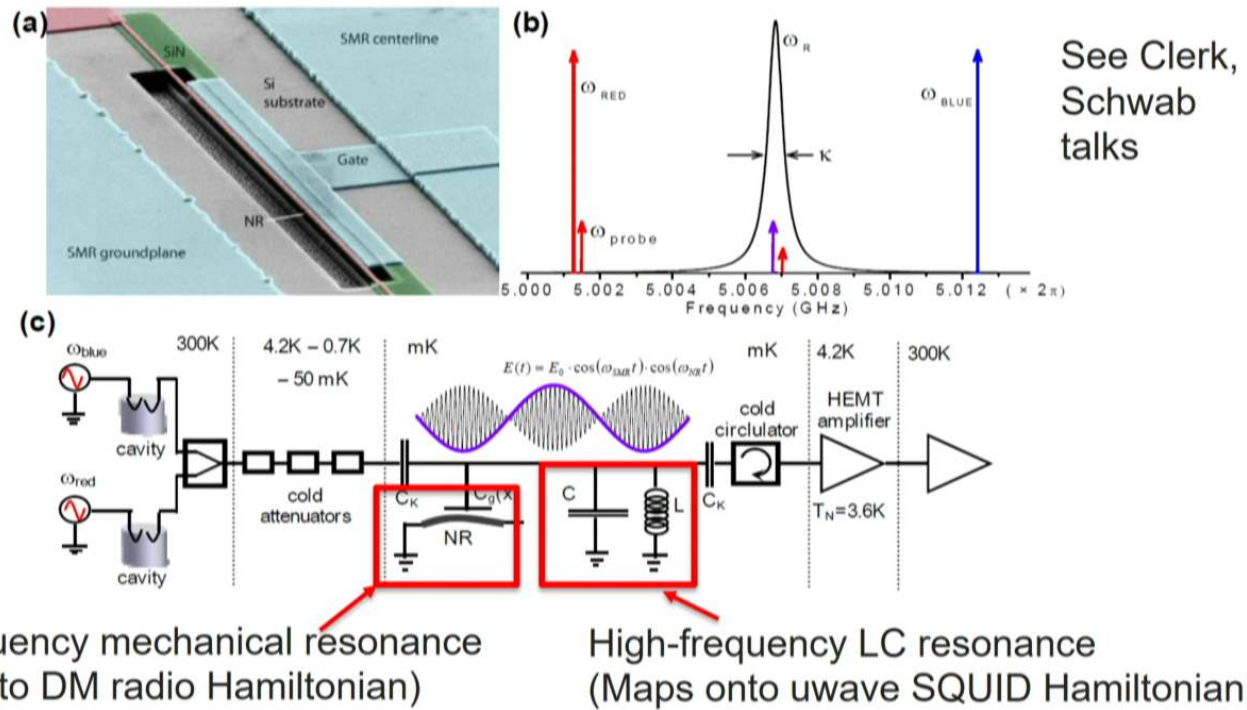 (a)
SiN
SMR centerline
Si
substrate
Gate
NR
SMR groundplane
(b)
ω R
ω RED
ω BLUE
κ
ω probe
5.000 5.002 5.004 5.006 5.008 5.010 5.012 (× 2π)
Frequency (GHz)
See Clerk,
Schwab
talks
(c)
ωblue
300K
4.2K – 0.7K
– 50 mK
mK
E(t) = E0 · cos(ωSMR t) · cos(ωNR t)
mK
4.2K
300K
cavity
ωred
cavity
cold
attenuators
CK
Cg(x
NR
C
L
CK
cold
circlulator
HEMT
amplifier
TN=3.6K
uency mechanical resonance
to DM radio Hamiltonian)
High-frequency LC resonance
(Maps onto uwave SQUID Hamiltonian